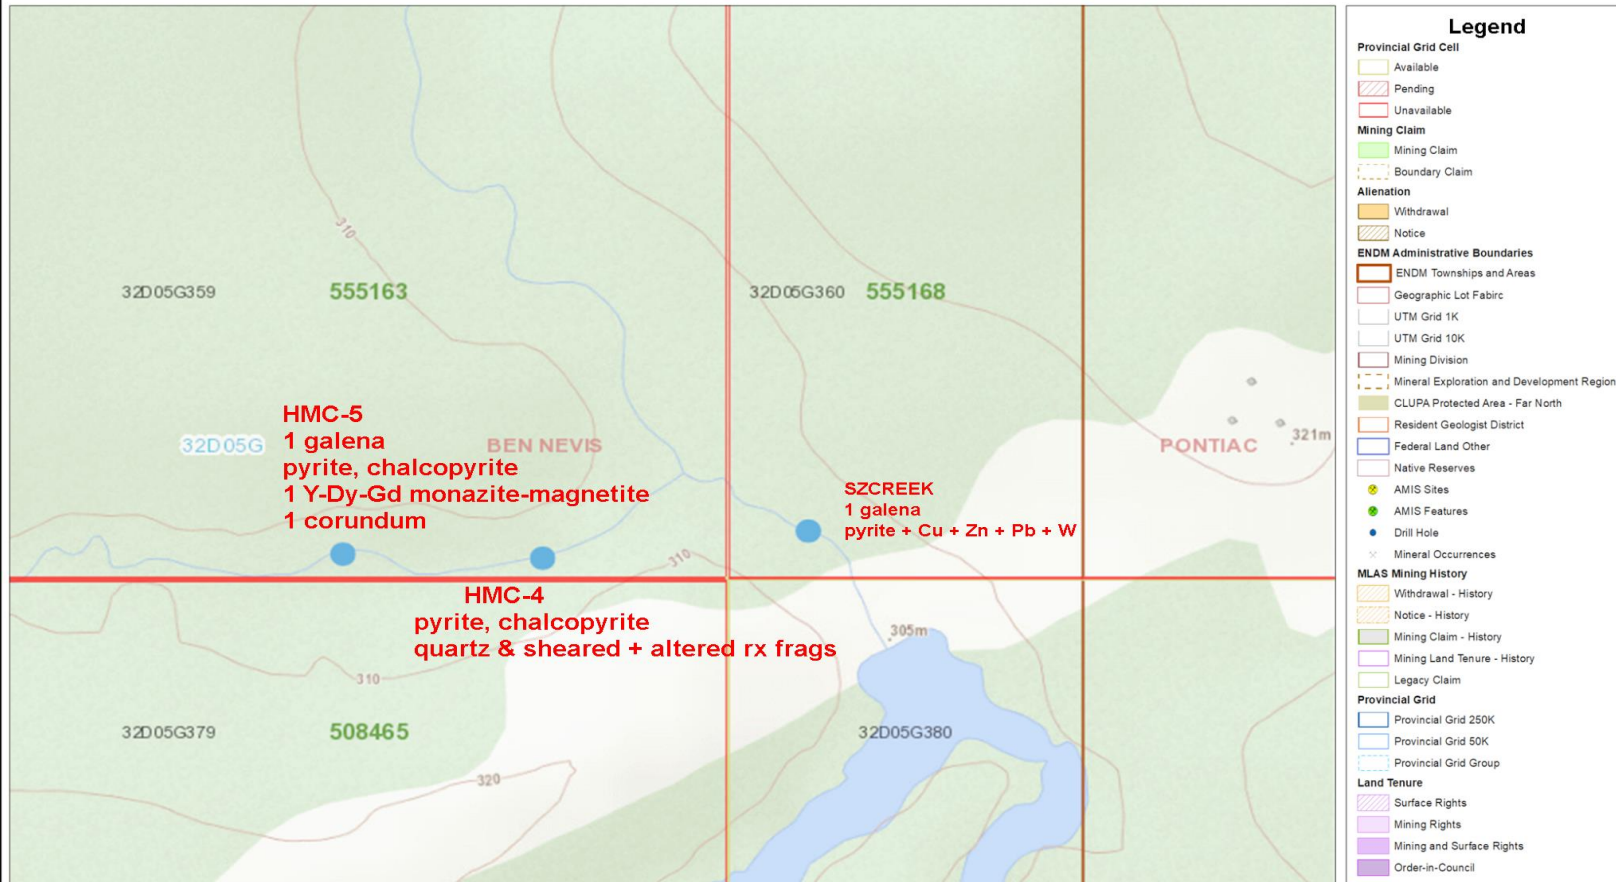 310
32D05G359
555163
32D05G360
555168
HMC-5
1 galena
pyrite, chalcopyrite
1 Y-Dy-Gd monazite-magnetite
1 corundum
32D05G
BEN NEVIS
PONTIAC
321m
SZCREEK
1 galena
pyrite + Cu + Zn + Pb + W
310
HMC-4
pyrite, chalcopyrite
quartz & sheared + altered rx frags
305m
310
32D05G379
508465
32D05G380
320
Legend
Provincial Grid Cell
Available
Pending
Unavailable
Mining Claim
Mining Claim
Boundary Claim
Alienation
Withdrawal
Notice
ENDM Administrative Boundaries
ENDM Townships and Areas
Geographic Lot Fabirc
UTM Grid 1K
UTM Grid 10K
Mining Division
Mineral Exploration and Development Region
CLUPA Protected Area - Far North
Resident Geologist District
Federal Land Other
Native Reserves
AMIS Sites
AMIS Features
Drill Hole
Mineral Occurrences
MLAS Mining History
Withdrawal - History
Notice - History
Mining Claim - History
Mining Land Tenure - History
Legacy Claim
Provincial Grid
Provincial Grid 250K
Provincial Grid 50K
Provincial Grid Group
Land Tenure
Surface Rights
Mining Rights
Mining and Surface Rights
Order-in-Council